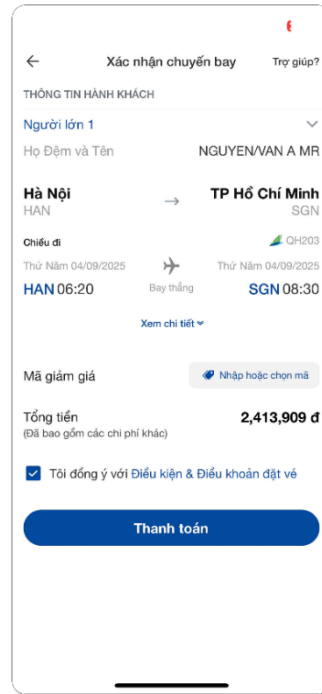 Xác nhận chuyến bay Trợ giúp?
THÔNG TIN HÀNH KHÁCH
Người lớn 1
Họ Đệm và Tên NGUYEN/VAN A MR
Hà Nội → TP Hồ Chí Minh
HAN SGN
Chiều đi QH203
Thứ Năm 04/09/2025 Thứ Năm 04/09/2025
HAN 06:20 Bay thẳng SGN 08:30
Xem chi tiết
Mã giảm giá Nhập hoặc chọn mã
Tổng tiền 2,413,909 đ
(Đã bao gồm các chi phí khác)
Tôi đồng ý với Điều kiện & Điều khoản đặt vé
Thanh toán